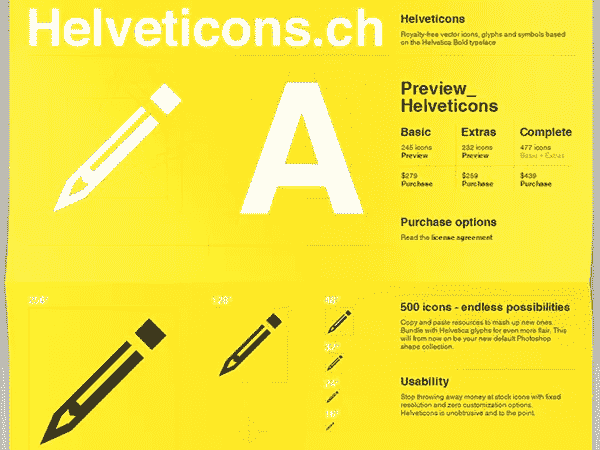 Helveticons.ch
Helveticons
Royalty-free vector icons, glyphs and symbols based
on the Helvetica Bold typeface
A
Preview_
Helveticons
Basic Extras Complete
245 icons 232 icons 477 icons
Preview Preview Basic + Extras
$279 $259 $439
Purchase Purchase Purchase
Purchase options
Read the license agreement
256" 128" 48"
32"
24"
16"
500 icons - endless possibilities
Copy and paste resources to mash up new ones.
Bundle with Helvetica glyphs for even more flair. This
will from now on be your new default Photoshop
shape collection.
Usability
Stop throwing away money at stock icons with fixed
resolution and zero customization options.
Helveticons is unobtrusive and to the point.